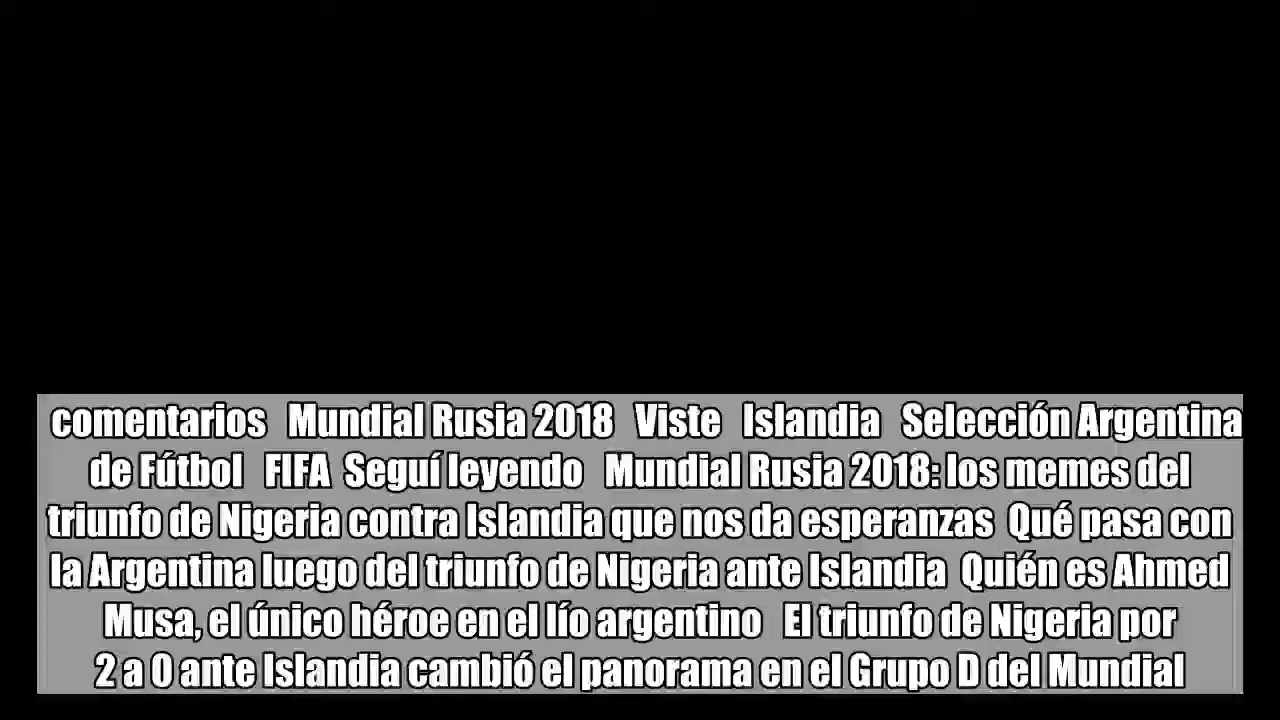 comentarios Mundial Rusia 2018 Viste Islandia Selección Argentina
de Fútbol FIFA Seguí leyendo Mundial Rusia 2018: los memes del
triunfo de Nigeria contra Islandia que nos da esperanzas Qué pasa con
la Argentina luego del triunfo de Nigeria ante Islandia Quién es Ahmed
Musa, el único héroe en el lío argentino El triunfo de Nigeria por
2 a 0 ante Islandia cambió el panorama en el Grupo D del Mundial